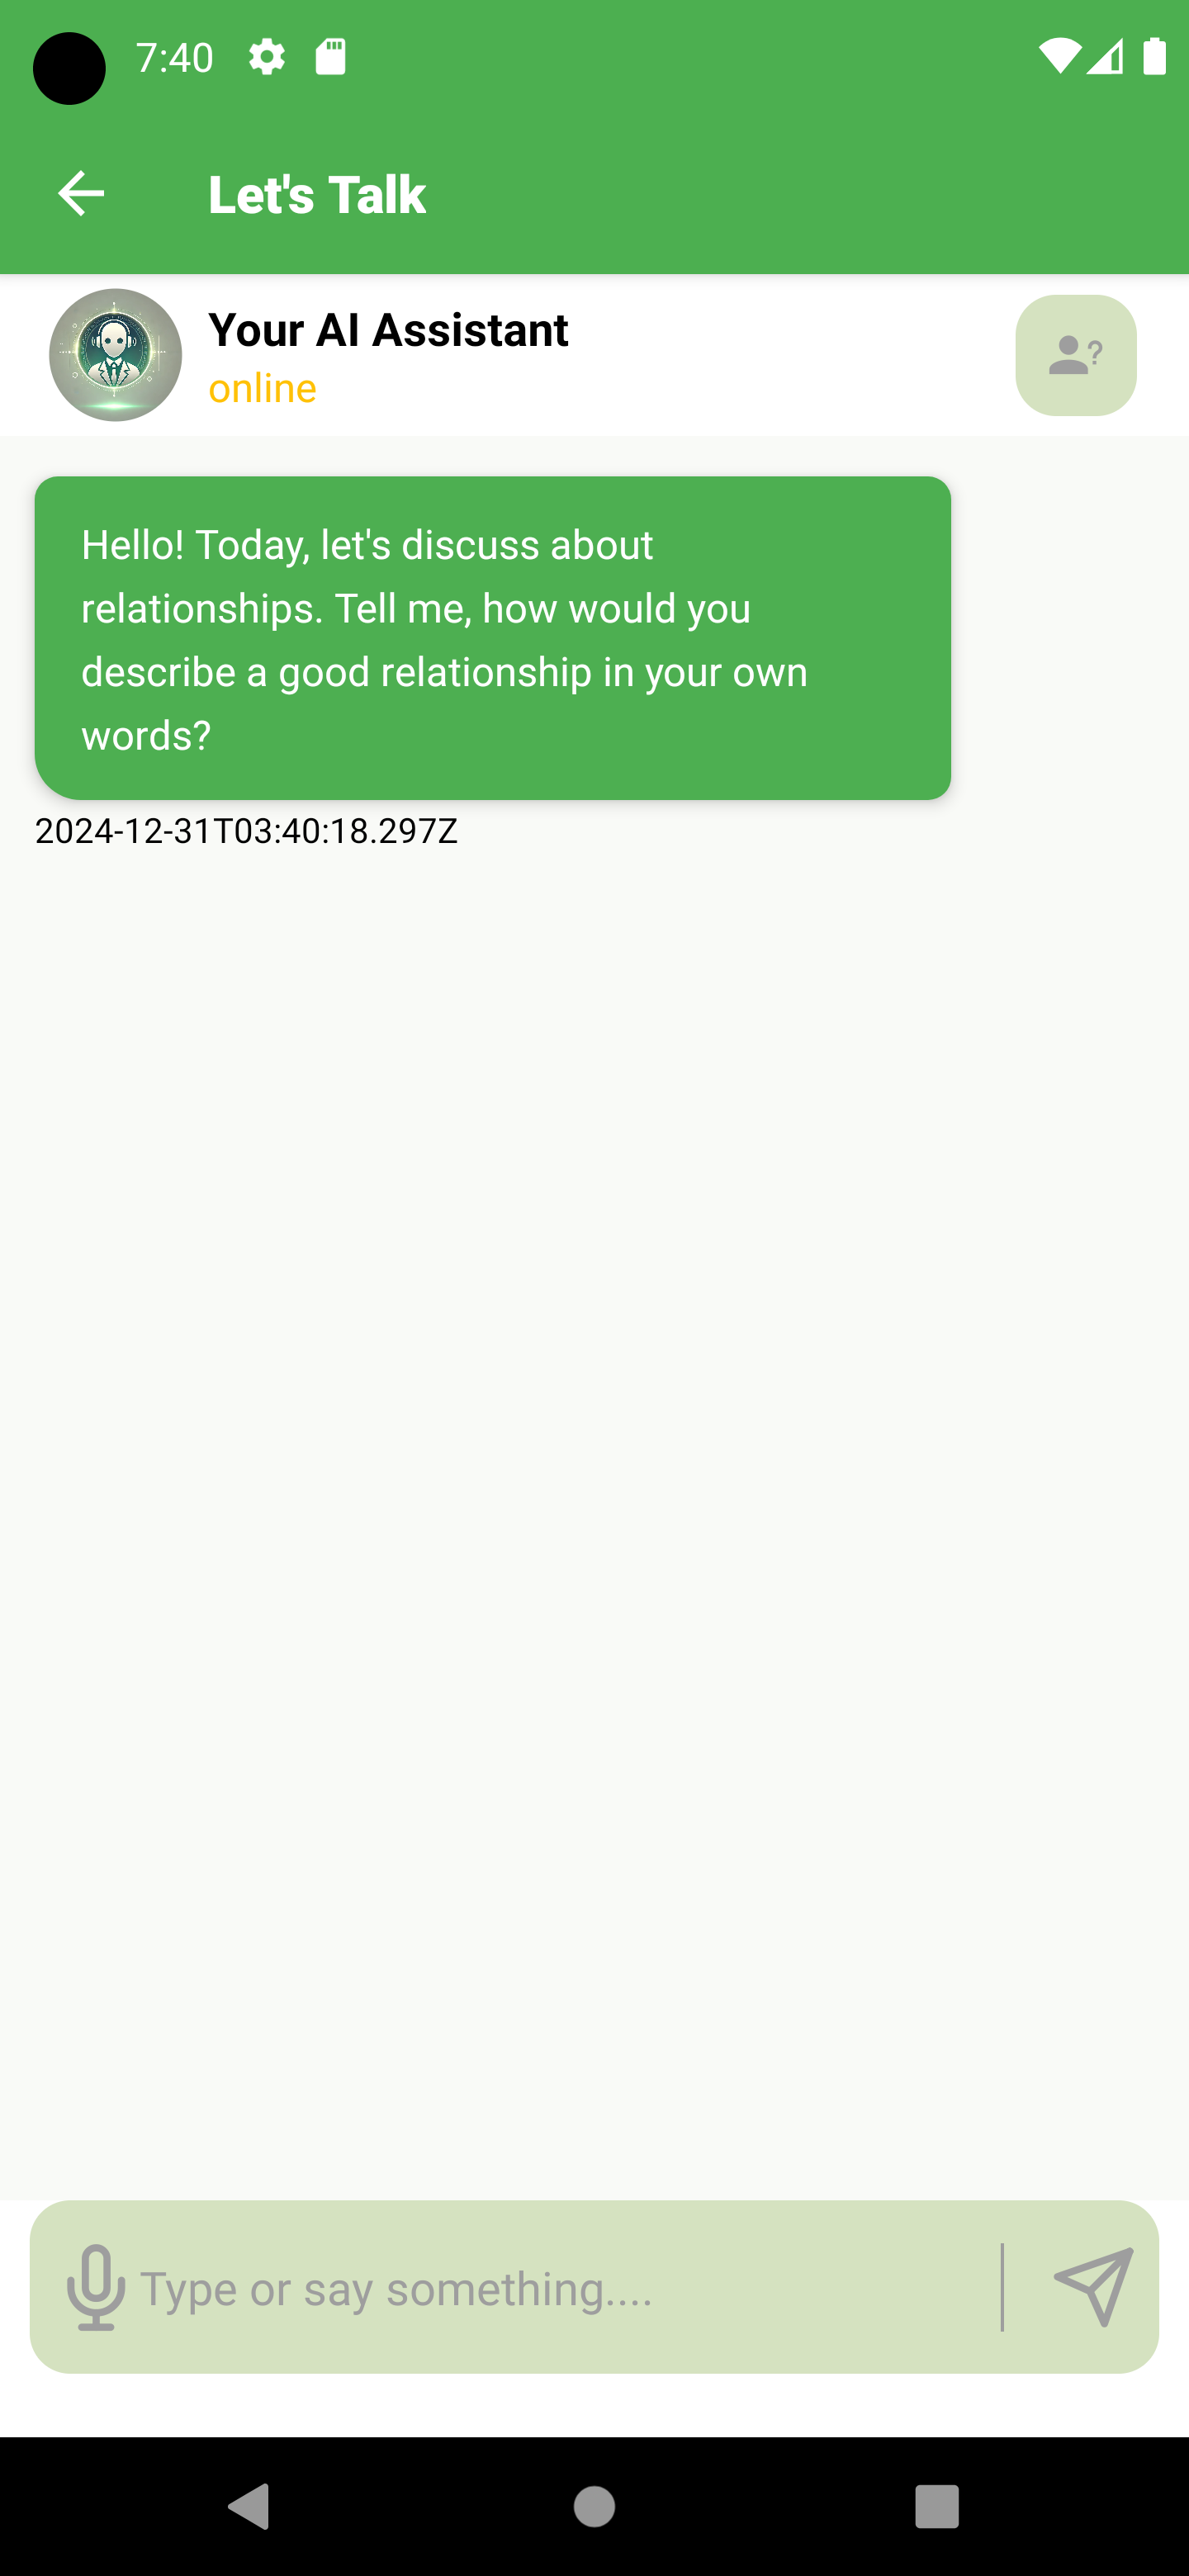 7:40
Let's Talk
Your AI Assistant
online
?
Hello! Today, let's discuss about
relationships. Tell me, how would you
describe a good relationship in your own
words?
2024-12-31T03:40:18.297Z
Type or say something....